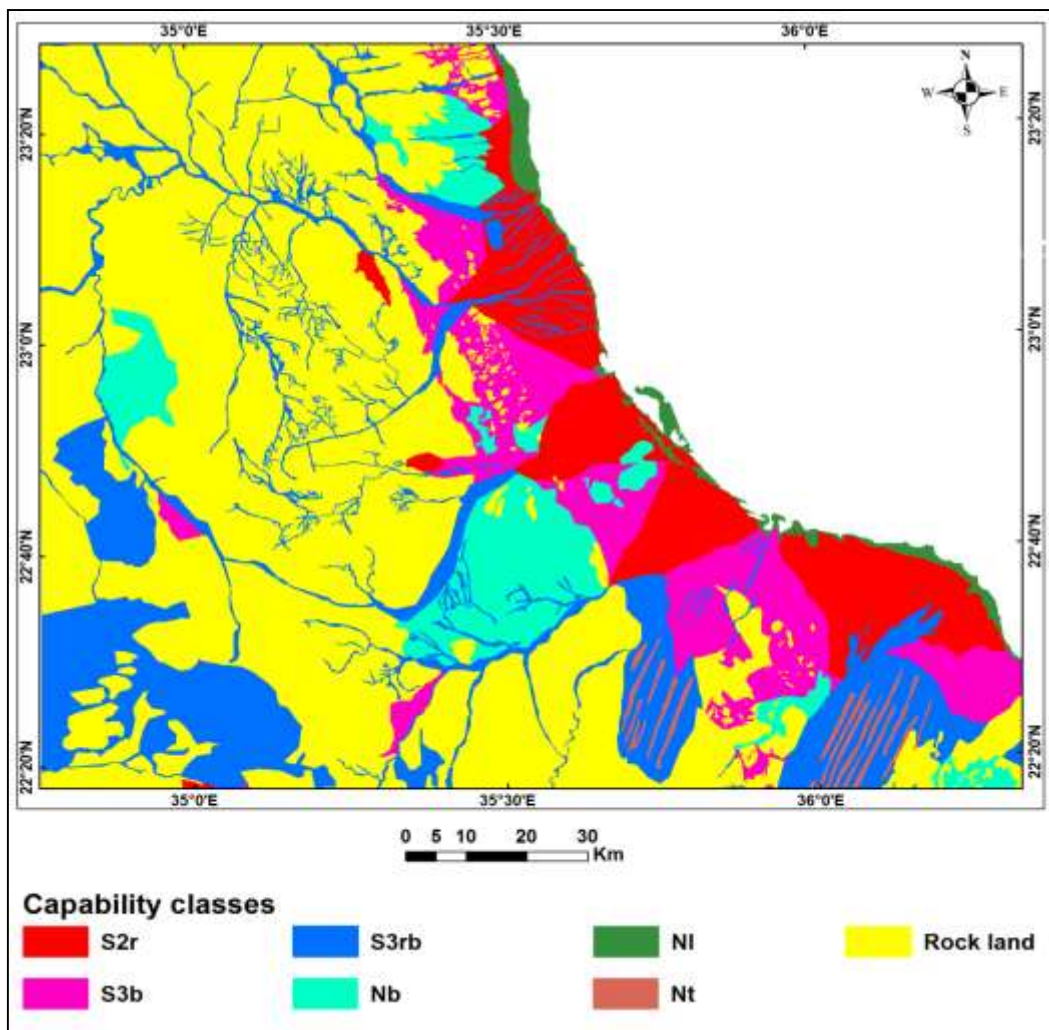 35°0'E 35°30'E 36°0'E
N
W E
S
23°20'N 23°20'N
23°0'N 23°0'N
22°40'N 22°40'N
22°20'N 22°20'N
35°0'E 35°30'E 36°0'E
0 5 10 20 30
Km
Capability classes
S2r S3rb Nl Rock land
S3b Nb Nt